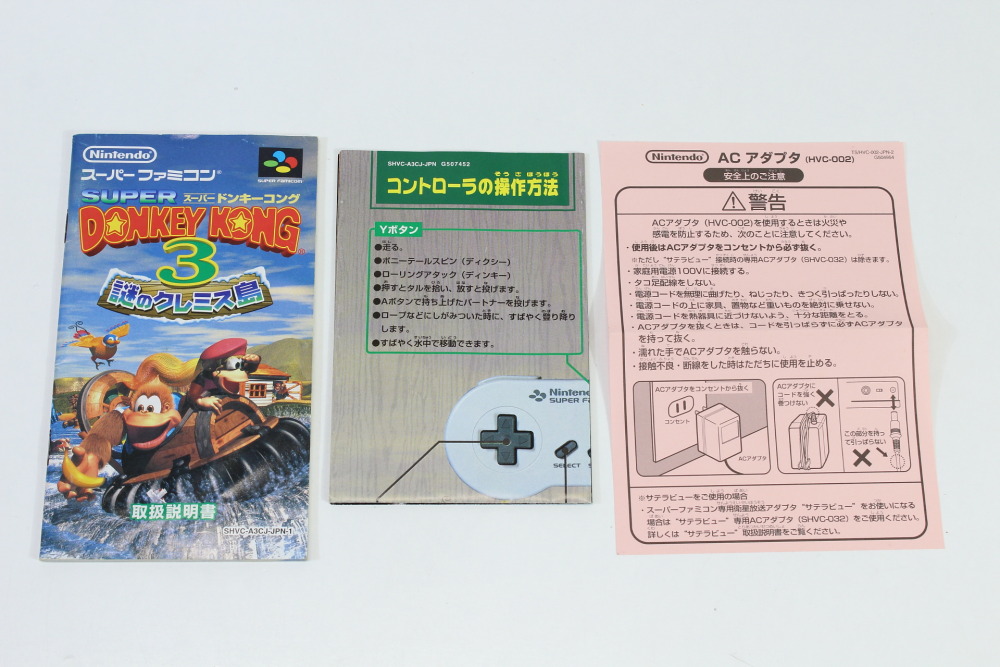 Nintendo
スーパーファミコン®
SUPER FAMICOM
SUPER スーパードンキーコング
DONKEY KONG
3
謎のクレミス島
取扱説明書
SHVC-A3CJ-JPN-1
SHVC-A3CJ-JPN G507452
そうさほうほう
コントローラの操作方法
Yボタン
●走る。
●ポニーテールスピン (ディクシー)
●ローリングアタック (ディンキー)
●押すとタルを拾い、放すと投げます。
●Aボタンで持ち上げたパートナーを投げます。
●ロープなどにしがみついた時に、すばやく登り降り
します。
●すばやく水中で移動できます。
Nintend
SUPER F
SELECT
Nintendo ACアダプタ (HVC-002)
安全上のご注意
警告
ACアダプタ (HVC-002)を使用するときは火災や
感電を防止するため、次のことに注意してください。
・使用後はACアダプタをコンセントから必ず抜く。
※ただし“サテラビュー”接続時の専用ACアダプタ(SHVC-032)は除きます。
・家庭用電源100Vに接続する。
・タコ足配線をしない。
・電源コードを無理に曲げたり、ねじったり、きつく引っぱったりしない。
・電源コードの上に家具、置物など重いものを絶対に乗せない。
・電源コードを熱器具に近づけないよう、十分な距離をとる。
・ACアダプタを抜くときは、コードを引っぱらずに必ずACアダプタ
を持って抜く。
・濡れた手でACアダプタを触らない。
・接触不良・断線をした時はただちに使用を止める。
ACアダプタをコンセントから抜く
コンセント
ACアダプタ
ACアダプタに
コードを強く
巻つけない
この部分を持っ
て引っぱらない
※サテラビューをご使用の場合
・スーパーファミコン専用衛星放送アダプタ“サテラビュー”をお使いになる
場合は“サテラビュー”専用ACアダプタ(SHVC-032)をご使用ください。
詳しくは“サテラビュー”取扱説明書をご覧ください。